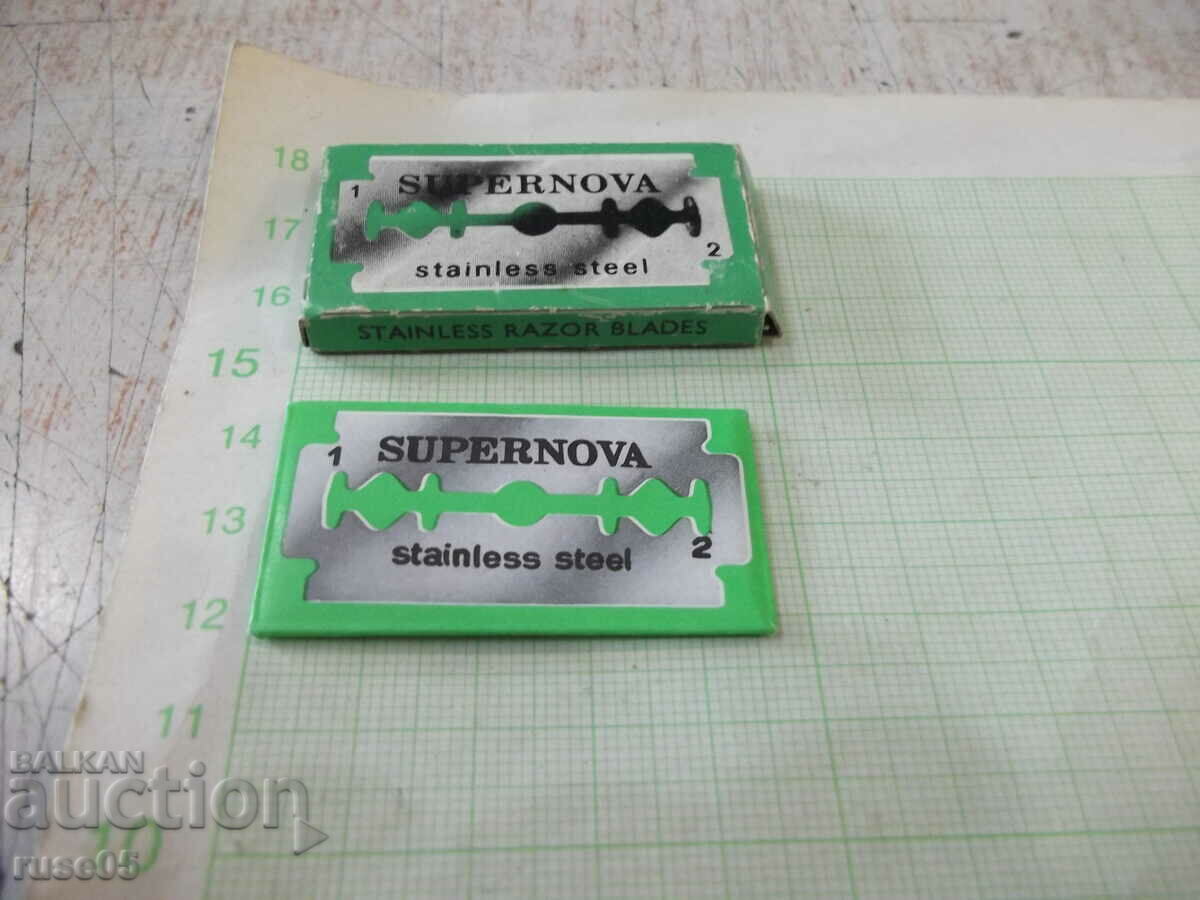 18
1 SUPERNOVA
17
stainless steel 2
16
STAINLESS RAZOR BLADES
15
14
1 SUPERNOVA
13
stainless steel 2
12
11
BALKAN
auction
10
ruse05